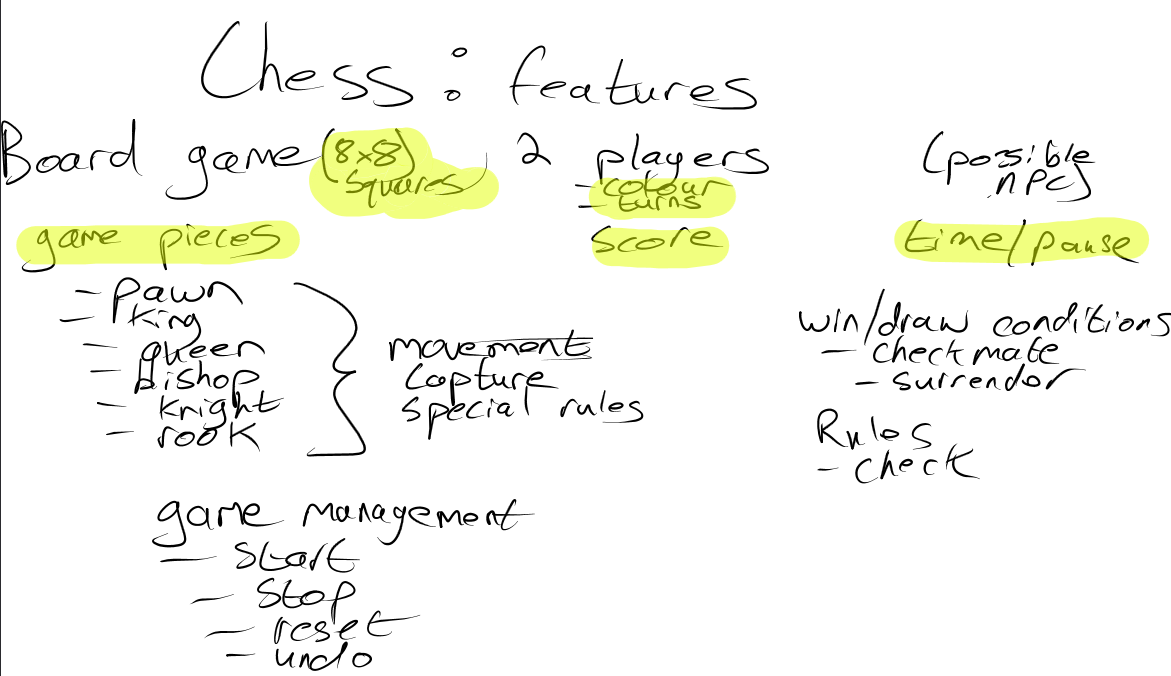 Chess: features
Board game (8x8) squares, 2 players (possible NPC)
- colour
- turns
game pieces score time/pause
- pawn
- king
- queen
- bishop
- knight
- rook
movement
capture
special rules
win/draw conditions
- checkmate
- surrender
Rules
- check
game management
- start
- stop
- reset
- undo